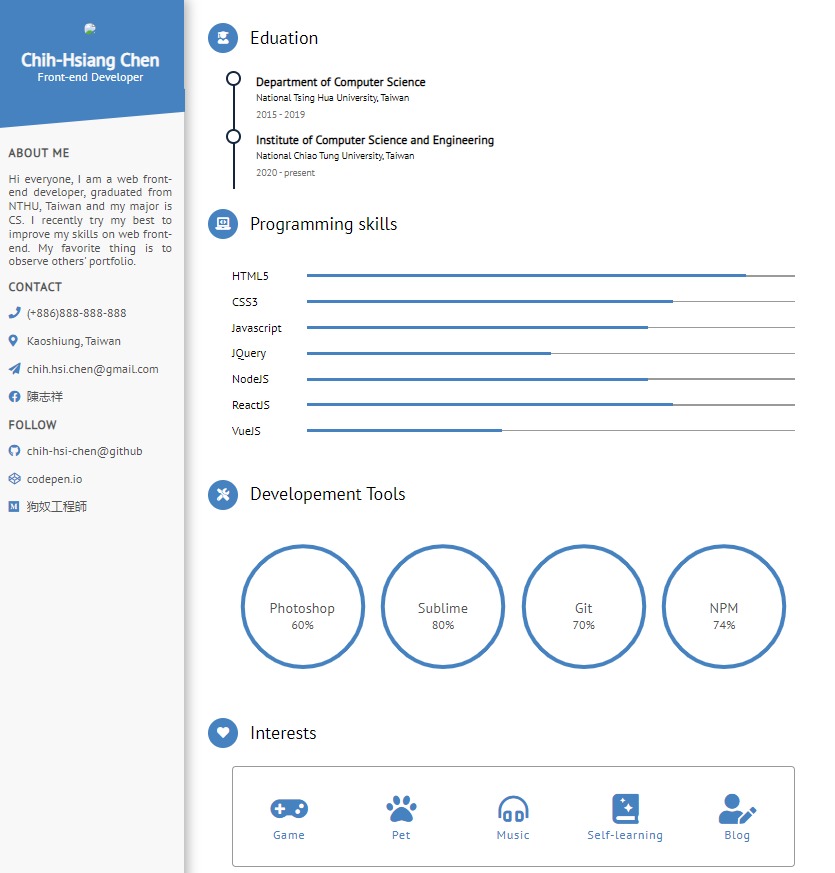 Chih-Hsiang Chen
Front-end Developer
ABOUT ME
Hi everyone, I am a web front-
end developer, graduated from
NTHU, Taiwan and my major is
CS. I recently try my best to
improve my skills on web front-
end. My favorite thing is to
observe others' portfolio.
CONTACT
(+886)888-888-888
Kaoshiung, Taiwan
chih.hsi.chen@gmail.com
陳志祥
FOLLOW
chih-hsi-chen@github
codepen.io
狗奴工程師
Eduation
Department of Computer Science
National Tsing Hua University, Taiwan
2015 - 2019
Institute of Computer Science and Engineering
National Chiao Tung University, Taiwan
2020 - present
Programming skills
HTML5
CSS3
Javascript
JQuery
NodeJS
ReactJS
VueJS
Developement Tools
Photoshop
60%
Sublime
80%
Git
70%
NPM
74%
Interests
Game
Pet
Music
Self-learning
Blog